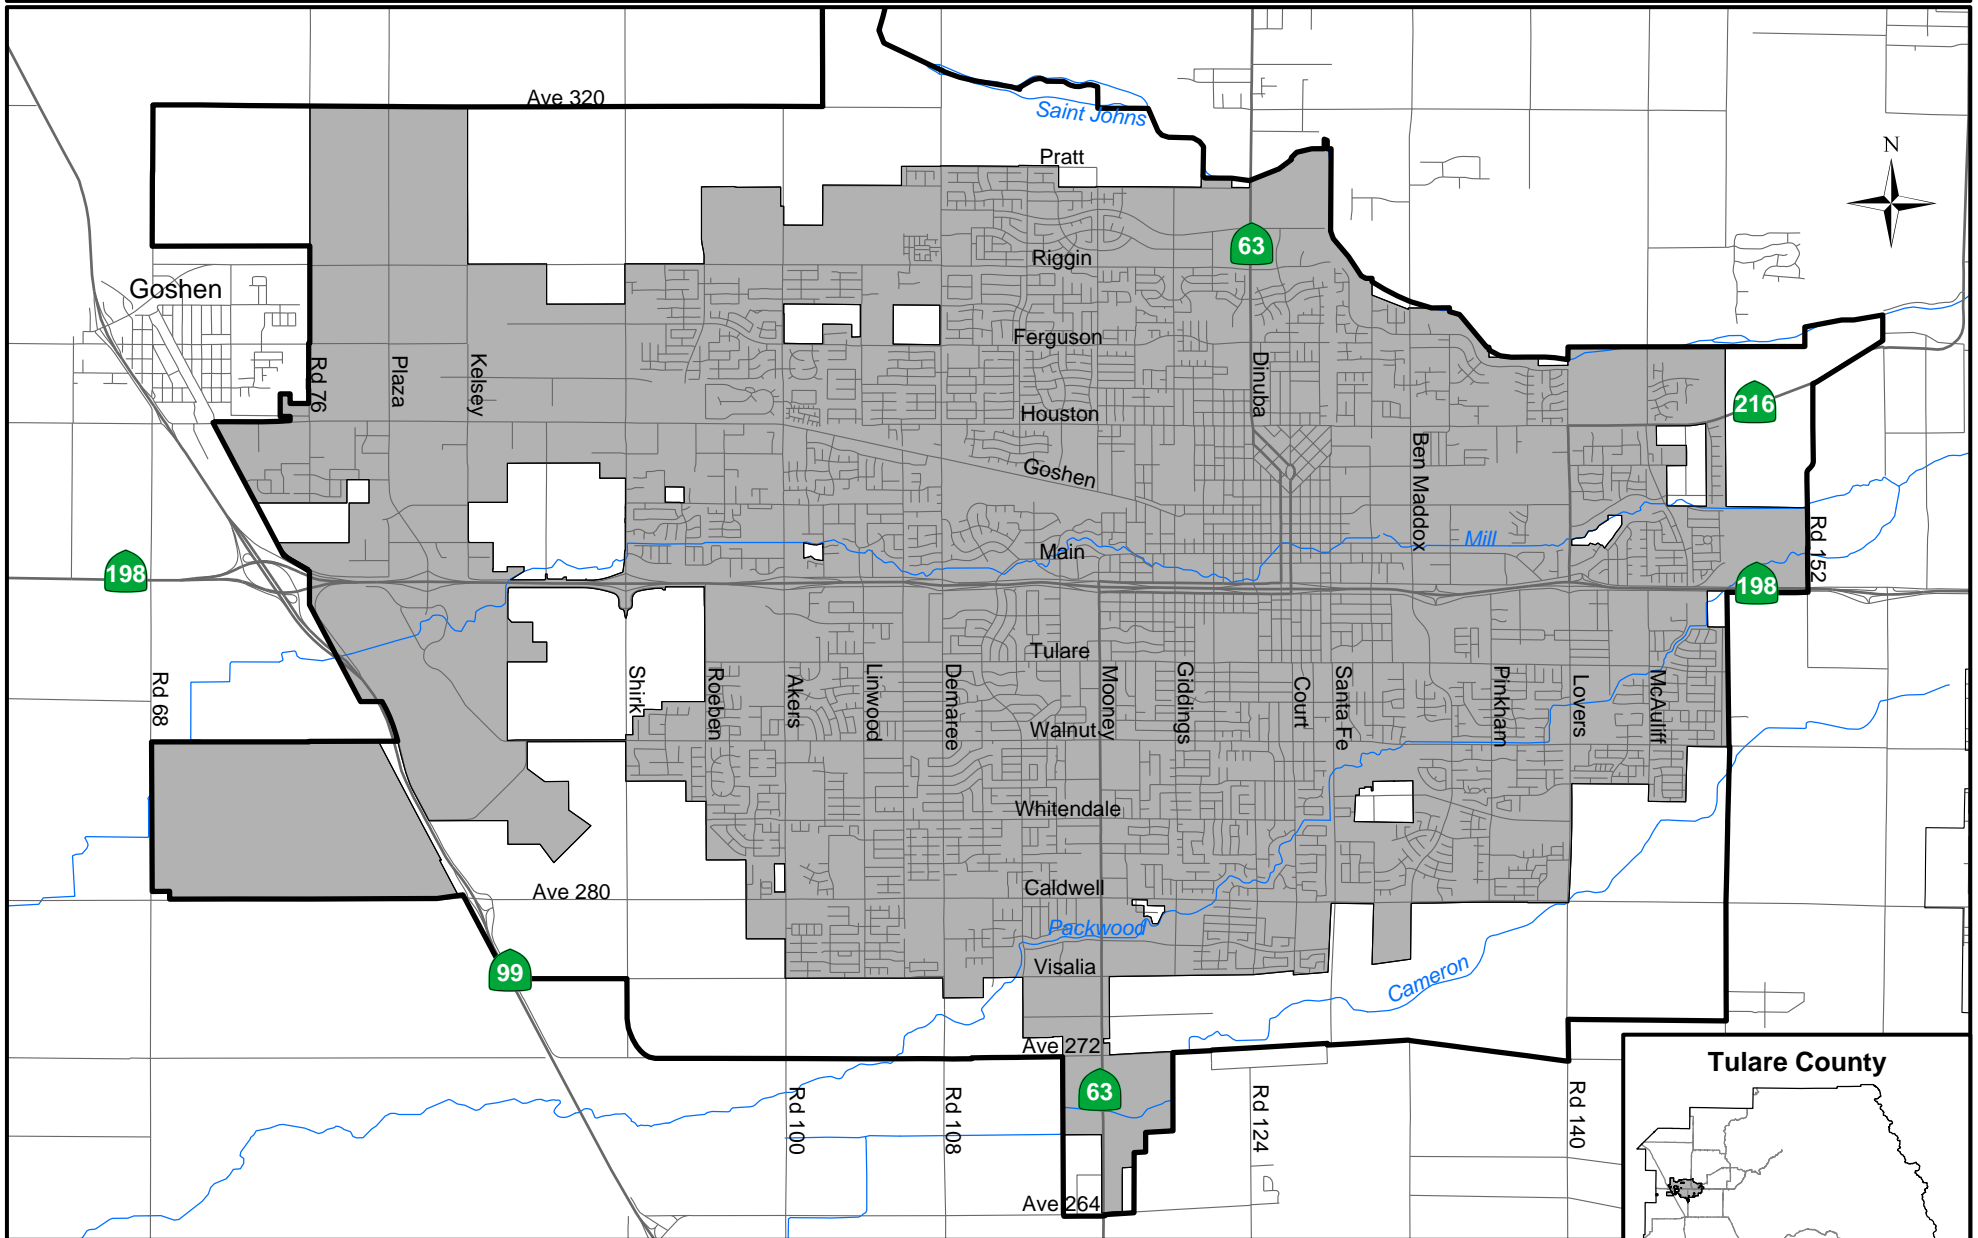 Ave 320
Saint Johns
Pratt
N
63
Riggin
Goshen
Ferguson
Rd 76
Plaza
Kelsey
Dinuba
Houston
216
Ben Maddox
Goshen
Main
Mill
Rd 152
198
198
Tulare
Rd 68
Shirk
Roeben
Akers
Linwood
Demaree
Mooney
Giddings
Court
Santa Fe
Pinkham
Lovers
McAuliff
Walnut
Whitendale
Ave 280
Caldwell
Packwood
99
Visalia
Cameron
Ave 272
Tulare County
63
Rd 100
Rd 108
Rd 124
Rd 140
Ave 264